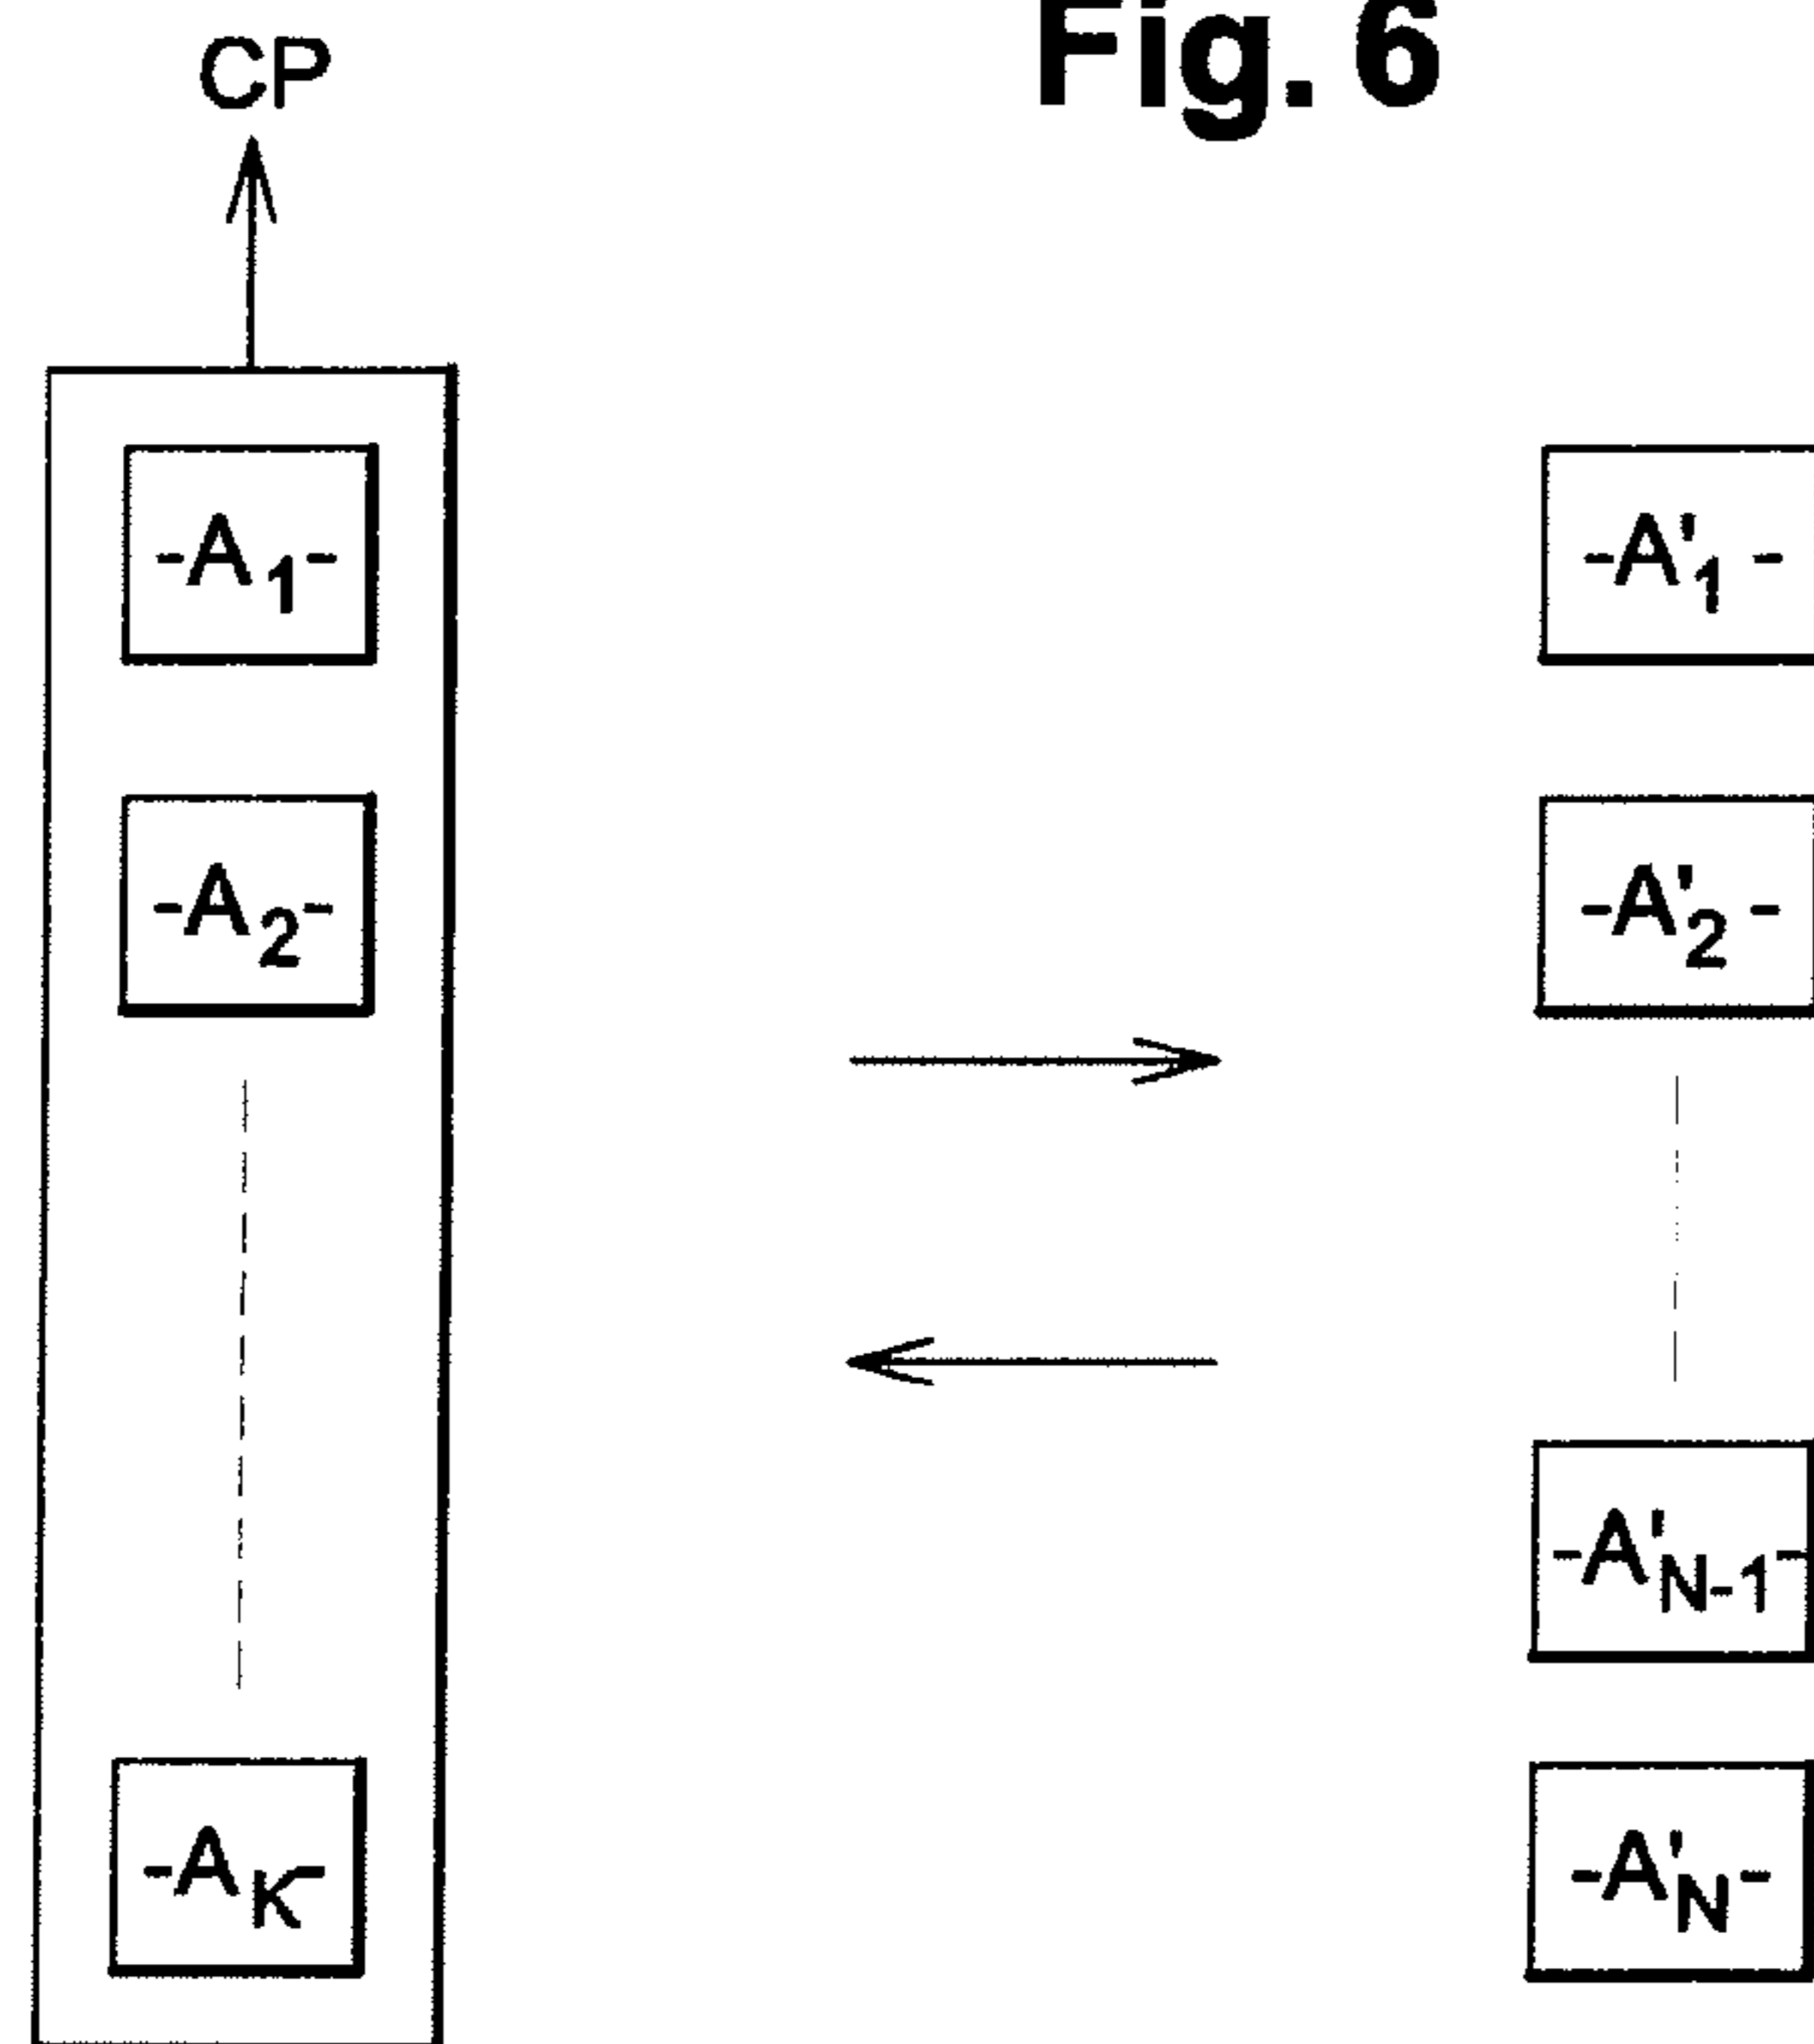 Fig. 6
CP
-A₁-
-A'₁ -
-A₂-
-A'₂ -
-A'N-1-
-AK-
-A'N-